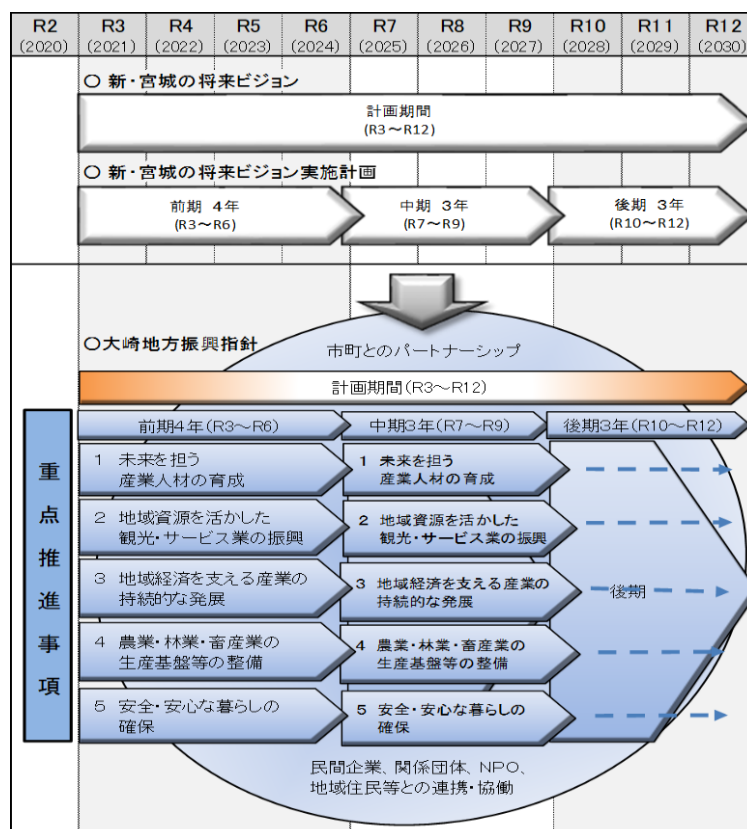 R2 R3 R4 R5 R6 R7 R8 R9 R10 R11 R12
(2020) (2021) (2022) (2023) (2024) (2025) (2026) (2027) (2028) (2029) (2030)
○ 新・宮城の将来ビジョン
計画期間
(R3~R12)
○ 新・宮城の将来ビジョン実施計画
前期 4年
(R3~R6)
中期 3年
(R7~R9)
後期 3年
(R10~R12)
○大崎地方振興指針
市町とのパートナーシップ
計画期間(R3~R12)
前期4年(R3~R6)
中期3年(R7~R9)
後期3年(R10~R12)
重点推進事項
1 未来を担う
産業人材の育成
2 地域資源を活かした
観光・サービス業の振興
3 地域経済を支える産業の
持続的な発展
4 農業・林業・畜産業の
生産基盤等の整備
5 安全・安心な暮らしの
確保
1 未来を担う
産業人材の育成
2 地域資源を活かした
観光・サービス業の振興
3 地域経済を支える産業の
持続的な発展
4 農業・林業・畜産業の
生産基盤等の整備
5 安全・安心な暮らしの
確保
後期
民間企業、関係団体、NPO、
地域住民等との連携・協働